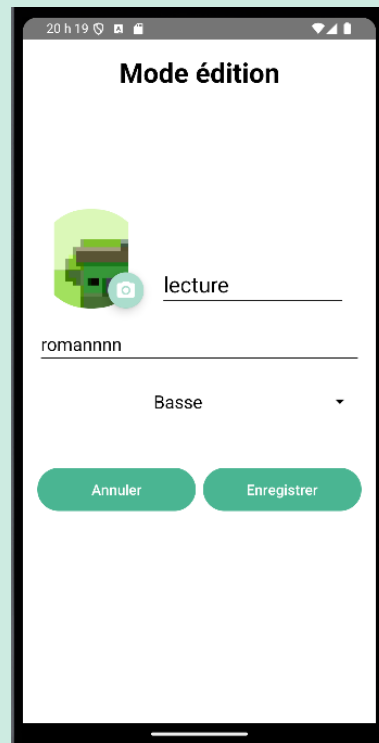 20 h 19
Mode édition
lecture
romannnn
Basse
Annuler Enregistrer